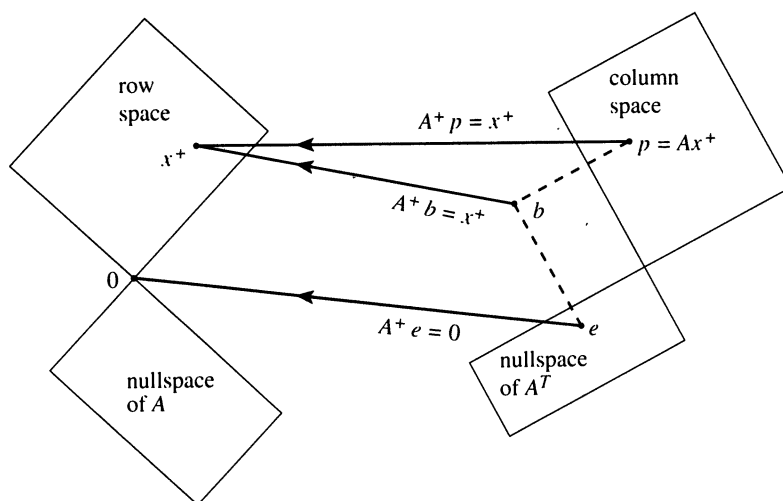 row
space
column
space
A⁺ p = x⁺
x⁺
p = Ax⁺
A⁺ b = x⁺
b
0
A⁺ e = 0
e
nullspace
of A
nullspace
of Aᵀ